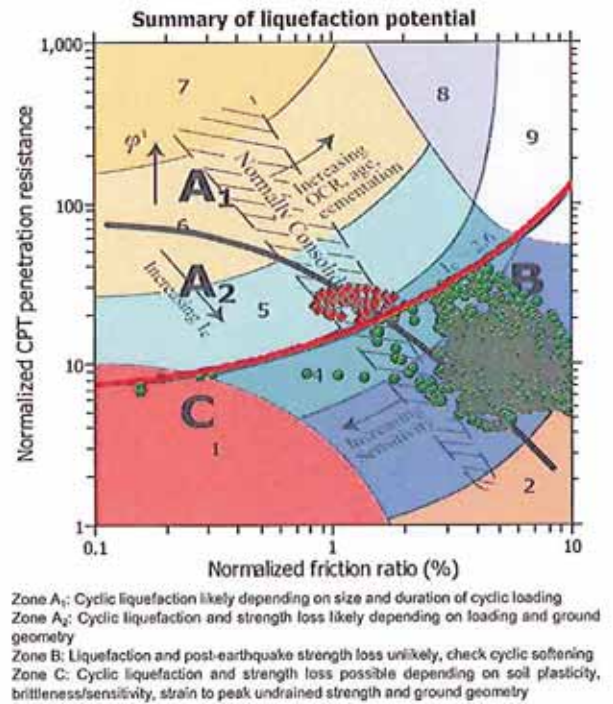 Summary of liquefaction potential
1,000
7
8
9
φ'
Increasing
OCR, age,
cementation
Normally Consolid
A₁
100
6
A₂
Increasing Ic
5
B
10
4
C
Increasing
Sensitivity
1
2
1
0.1
1
10
Normalized CPT penetration resistance
Normalized friction ratio (%)
Zone A₁: Cyclic liquefaction likely depending on size and duration of cyclic loading
Zone A₂: Cyclic liquefaction and strength loss likely depending on loading and ground
geometry
Zone B: Liquefaction and post-earthquake strength loss unlikely, check cyclic softening
Zone C: Cyclic liquefaction and strength loss possible depending on soil plasticity,
brittleness/sensitivity, strain to peak undrained strength and ground geometry